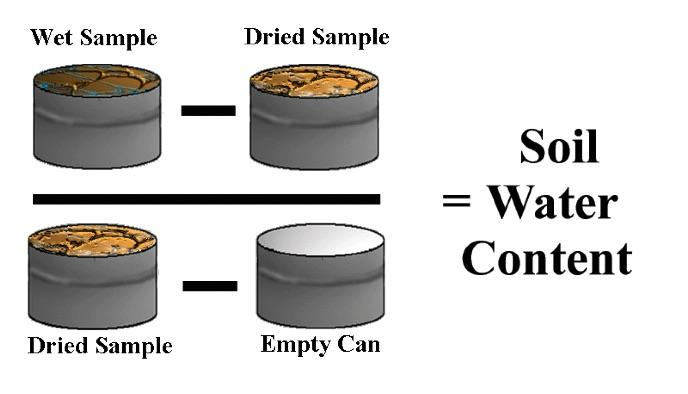 Wet Sample
Dried Sample
Dried Sample
Empty Can
Soil
= Water
Content